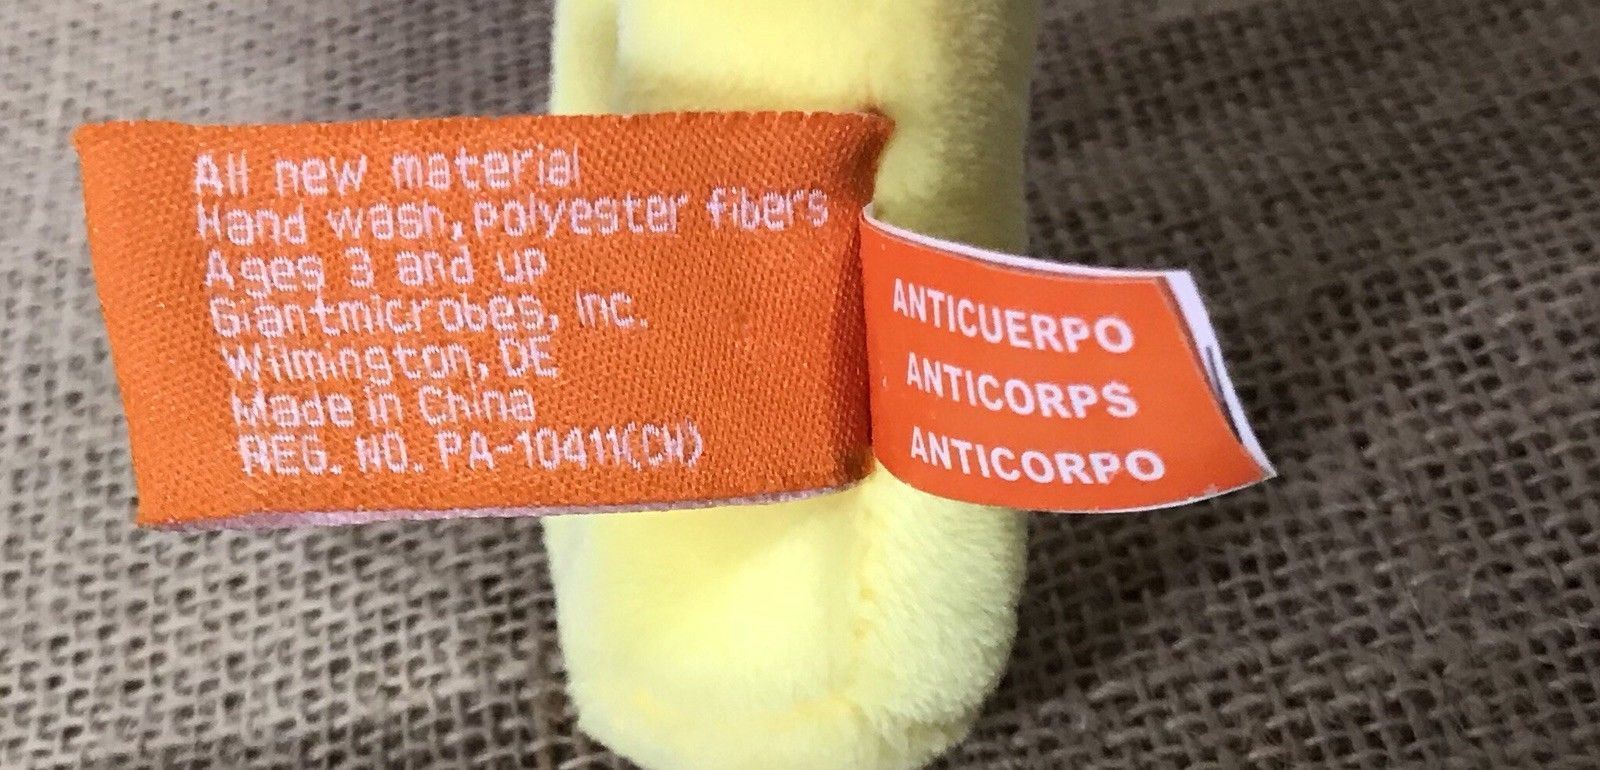 All new material
Hand wash, polyester fibers
Ages 3 and up
Giantmicrobes, Inc.
Wilmington, DE
Made in China
REG. NO. PA-10411(CN)
ANTICUERPO
ANTICORPS
ANTICORPO